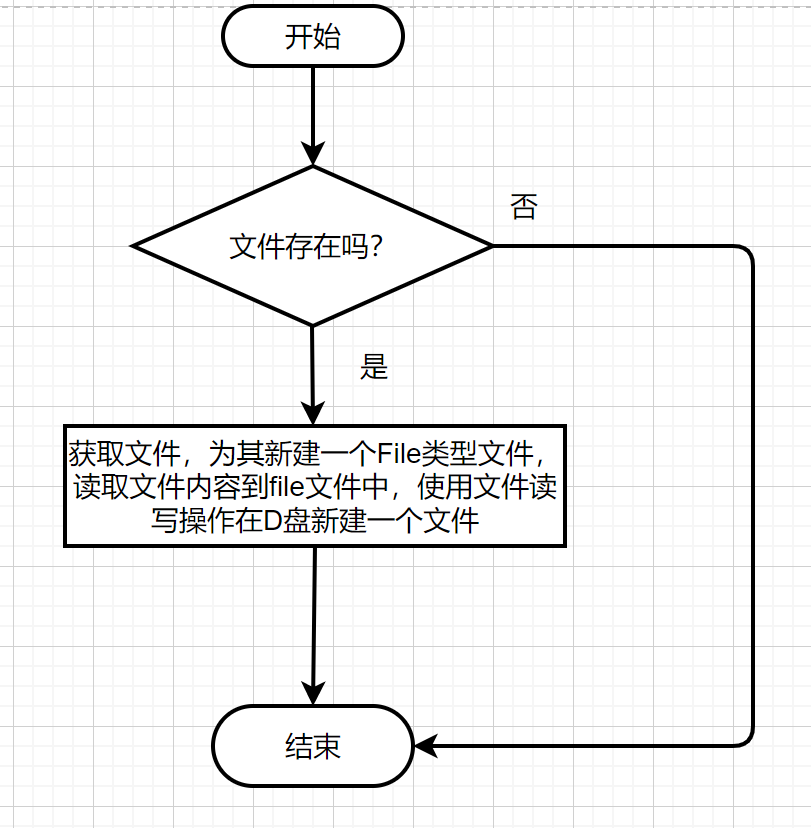 开始
文件存在吗？
否
是
获取文件，为其新建一个File类型文件，
读取文件内容到file文件中，使用文件读
写操作在D盘新建一个文件
结束